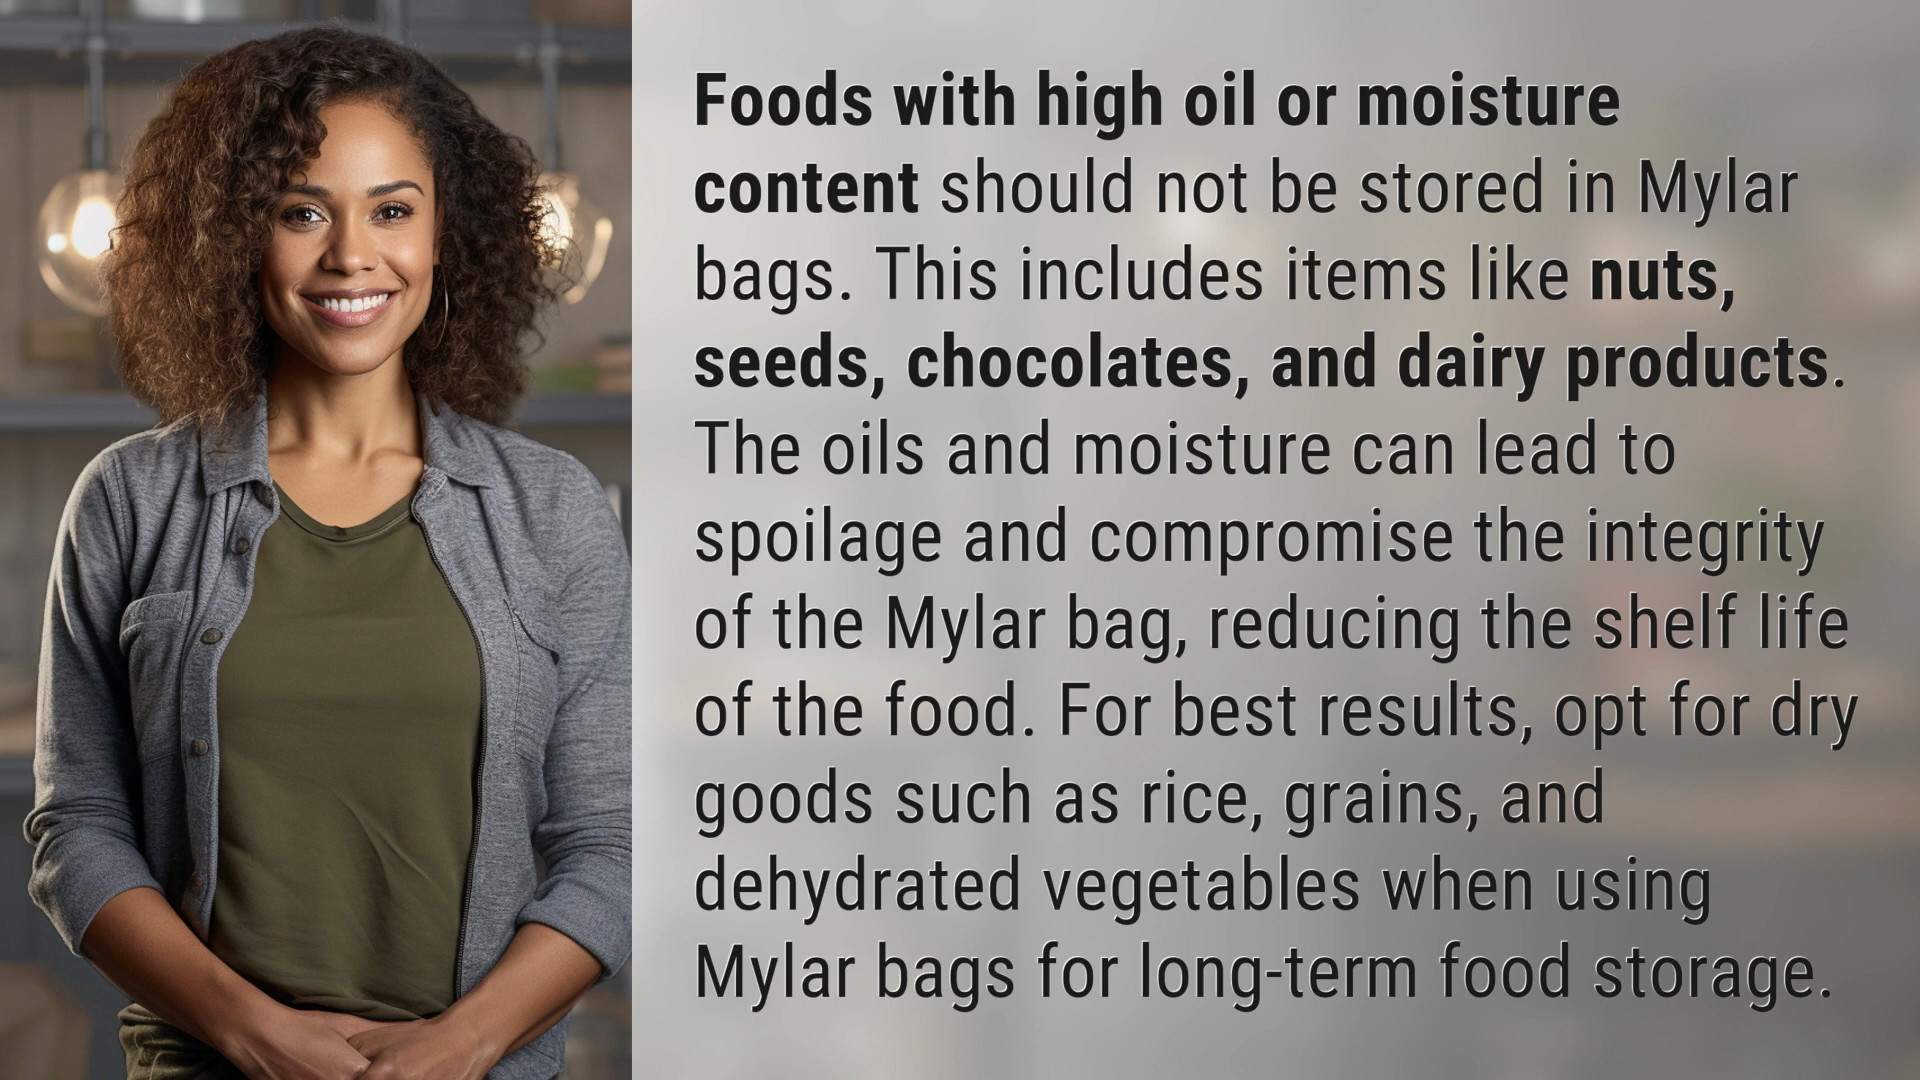 Foods with high oil or moisture
content should not be stored in Mylar
bags. This includes items like nuts,
seeds, chocolates, and dairy products.
The oils and moisture can lead to
spoilage and compromise the integrity
of the Mylar bag, reducing the shelf life
of the food. For best results, opt for dry
goods such as rice, grains, and
dehydrated vegetables when using
Mylar bags for long-term food storage.